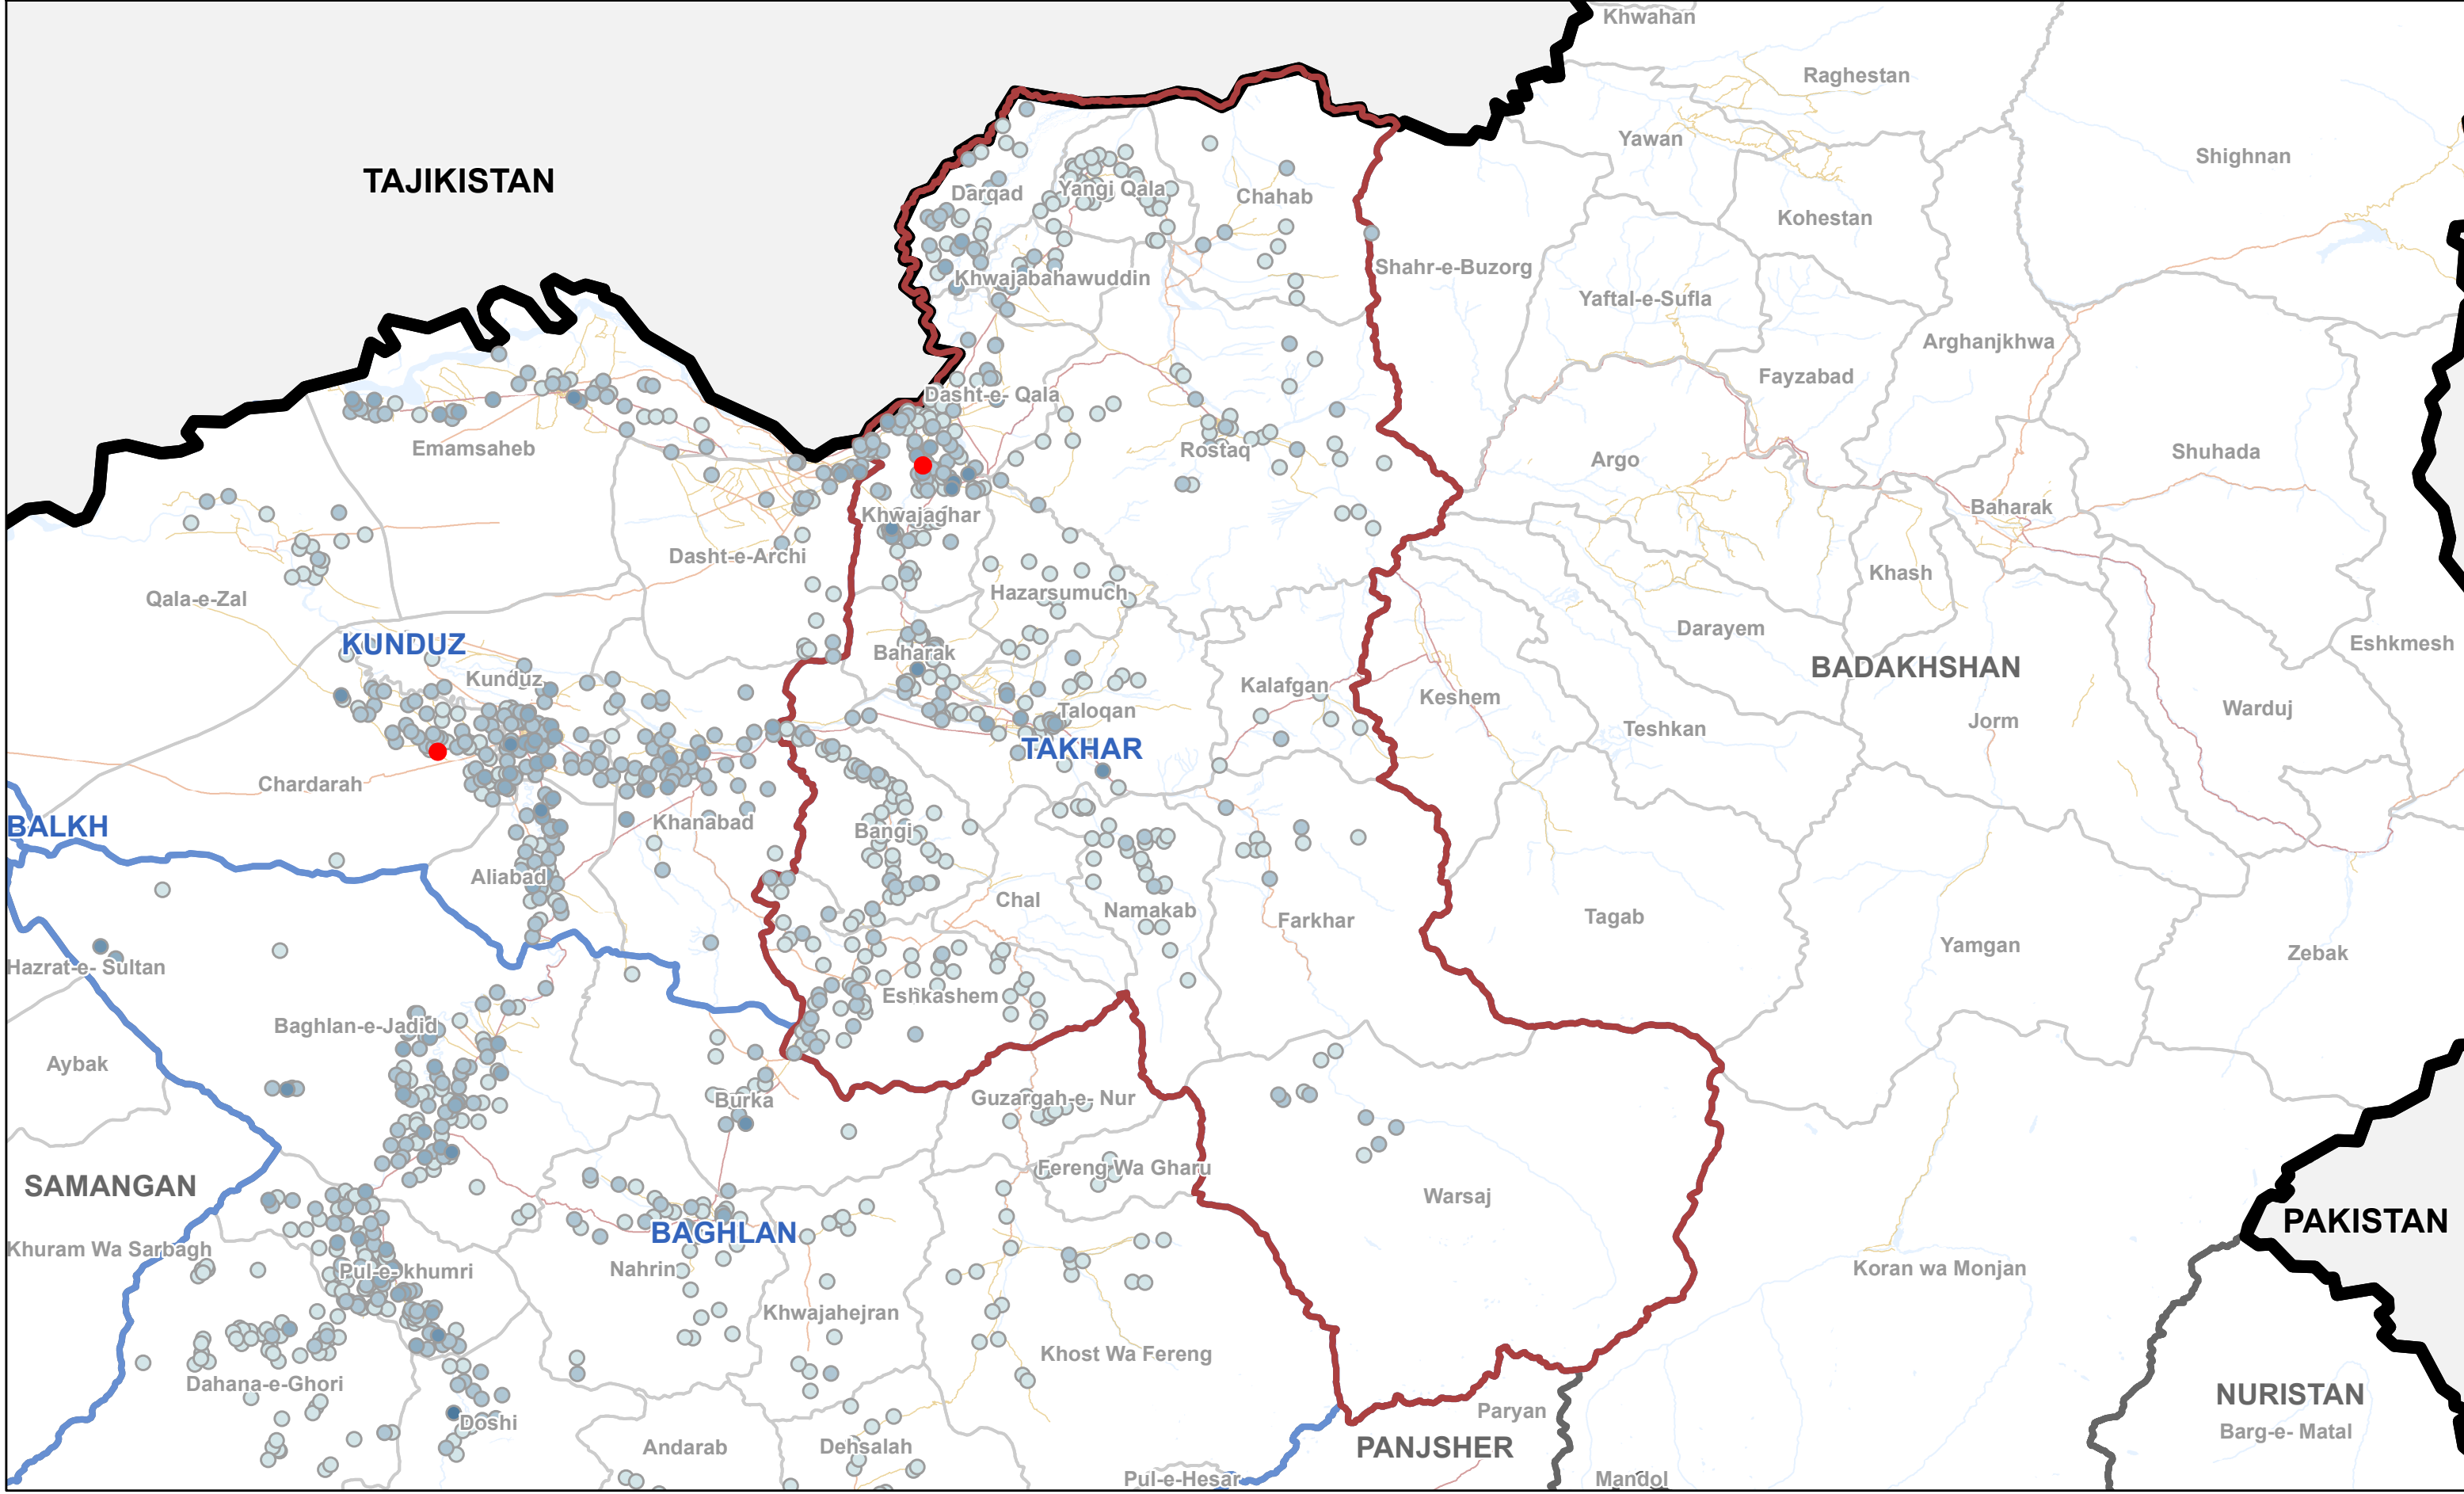 Khwahan
Raghestan
Yawan
Shighnan
TAJIKISTAN
Darqad
Yangi Qala
Chahab
Kohestan
Shahr-e-Buzorg
Khwajabahawuddin
Yaftal-e-Sufla
Arghanjkhwa
Fayzabad
Dasht-e- Qala
Emamsaheb
Rostaq
Argo
Shuhada
Baharak
Khwajaghar
Dasht-e-Archi
Khash
Hazarsumuch
Qala-e-Zal
Darayem
KUNDUZ
Eshkmesh
Baharak
BADAKHSHAN
Kunduz
Kalafgan
Keshem
Taloqan
Warduj
Jorm
Teshkan
TAKHAR
Chardarah
BALKH
Khanabad
Bangi
Aliabad
Chal
Namakab
Farkhar
Tagab
Yamgan
Zebak
Hazrat-e- Sultan
Eshkashem
Baghlan-e-Jadid
Aybak
Burka
Guzargah-e- Nur
Fereng Wa Gharu
SAMANGAN
Warsaj
PAKISTAN
BAGHLAN
Khuram Wa Sarbagh
Pul-e-khumri
Nahrin
Koran wa Monjan
Khwajahejran
Khost Wa Fereng
Dahana-e-Ghori
NURISTAN
Paryan
Doshi
Barg-e- Matal
Andarab
Dehsalah
PANJSHER
Pul-e-Hesar
Mandol